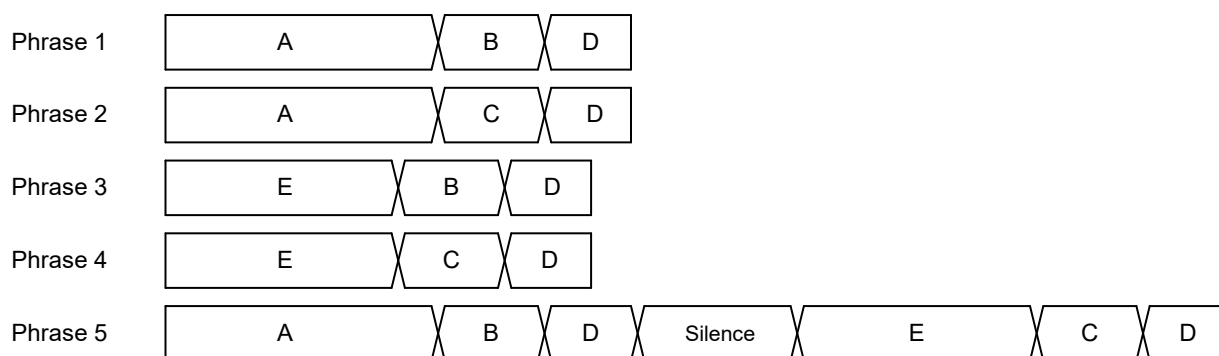 Phrase 1 A B D
Phrase 2 A C D
Phrase 3 E B D
Phrase 4 E C D
Phrase 5 A B D Silence E C D